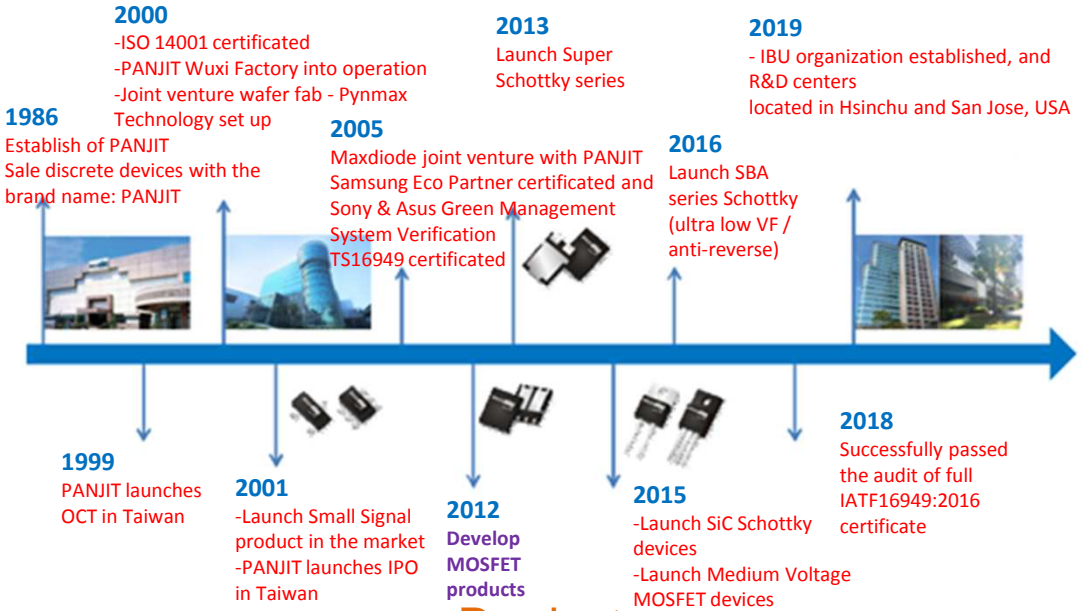 2000
-ISO 14001 certificated
-PANJIT Wuxi Factory into operation
-Joint venture wafer fab - Pynmax
Technology set up
2013
Launch Super
Schottky series
2019
- IBU organization established, and
R&D centers
located in Hsinchu and San Jose, USA
1986
Establish of PANJIT
Sale discrete devices with the
brand name: PANJIT
2005
Maxdiode joint venture with PANJIT
Samsung Eco Partner certificated and
Sony & Asus Green Management
System Verification
TS16949 certificated
2016
Launch SBA
series Schottky
(ultra low VF /
anti-reverse)
1999
PANJIT launches
OCT in Taiwan
2001
-Launch Small Signal
product in the market
-PANJIT launches IPO
in Taiwan
2012
Develop
MOSFET
products
2015
-Launch SiC Schottky
devices
-Launch Medium Voltage
MOSFET devices
2018
Successfully passed
the audit of full
IATF16949:2016
certificate